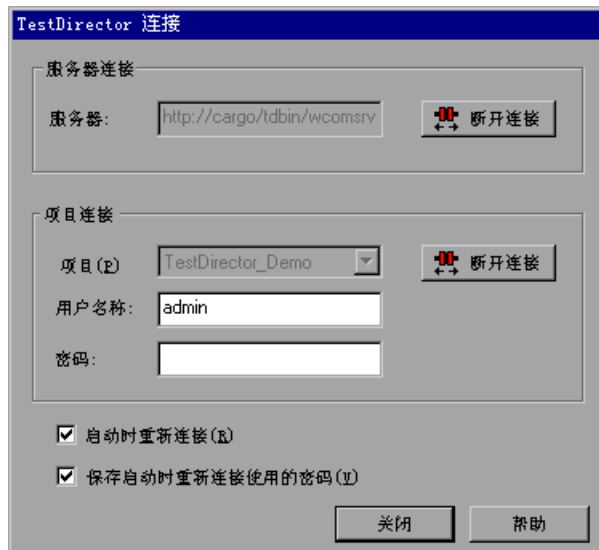 TestDirector 连接
服务器连接
服务器: http://cargo/tdbin/wcomsrv 断开连接
项目连接
项目(P) TestDirector_Demo 断开连接
用户名称: admin
密码:
启动时重新连接(R)
保存启动时重新连接使用的密码(V)
关闭 帮助